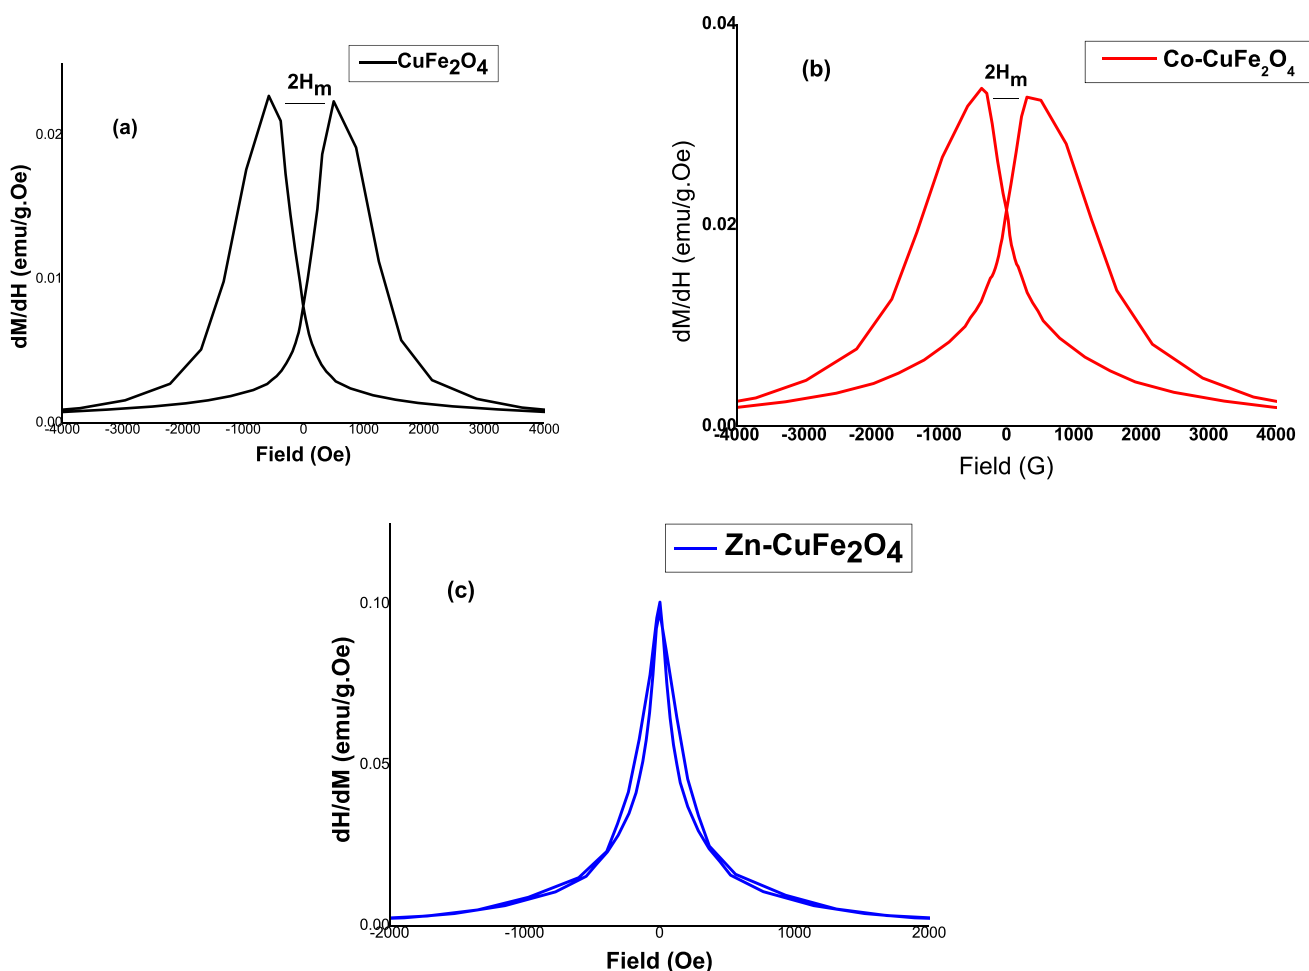 CuFe2O4
2Hm
(a)
0.02
0.01
0.00
dM/dH (emu/g.Oe)
-4000 -3000 -2000 -1000 0 1000 2000 3000 4000
Field (Oe)
0.04
Co-CuFe2O4
(b)
2Hm
0.02
0.00
dM/dH (emu/g.Oe)
-4000 -3000 -2000 -1000 0 1000 2000 3000 4000
Field (G)
Zn-CuFe2O4
(c)
0.10
0.05
0.00
dH/dM (emu/g.Oe)
-2000 -1000 0 1000 2000
Field (Oe)